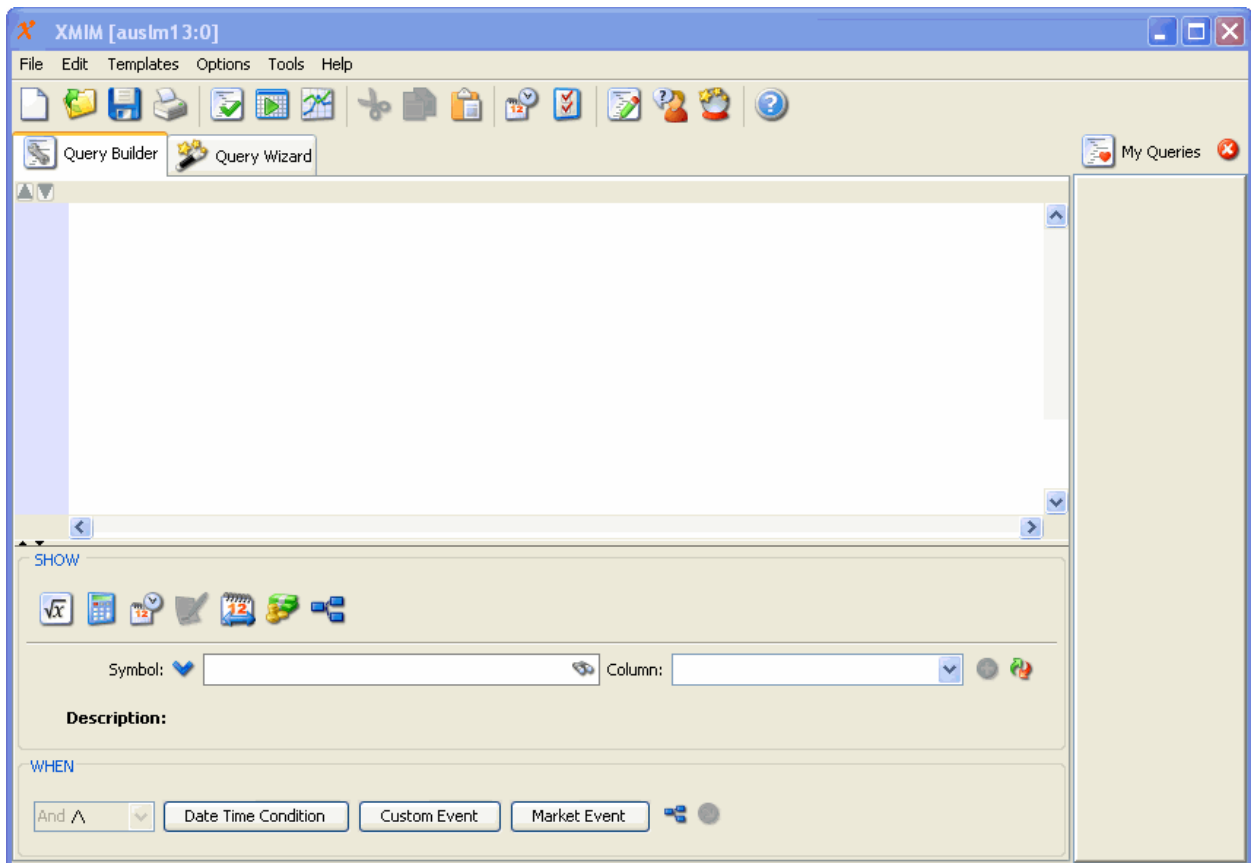 XMIM [auslm13:0]
File Edit Templates Options Tools Help
Query Builder Query Wizard My Queries
SHOW
Symbol: Column:
Description:
WHEN
And ∧ Date Time Condition Custom Event Market Event